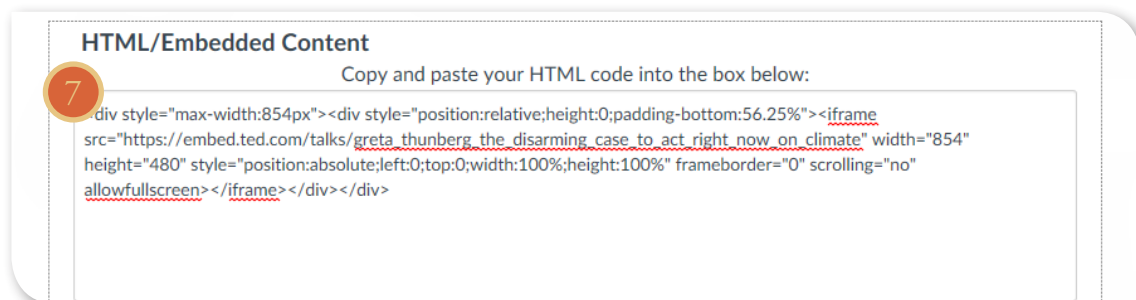 HTML/Embedded Content
Copy and paste your HTML code into the box below:
7
div style="max-width:854px"><div style="position:relative;height:0;padding-bottom:56.25%"><iframe
src="https://embed.ted.com/talks/greta_thunberg_the_disarming_case_to_act_right_now_on_climate" width="854"
height="480" style="position:absolute;left:0;top:0;width:100%;height:100%" frameborder="0" scrolling="no"
allowfullscreen></iframe></div></div>